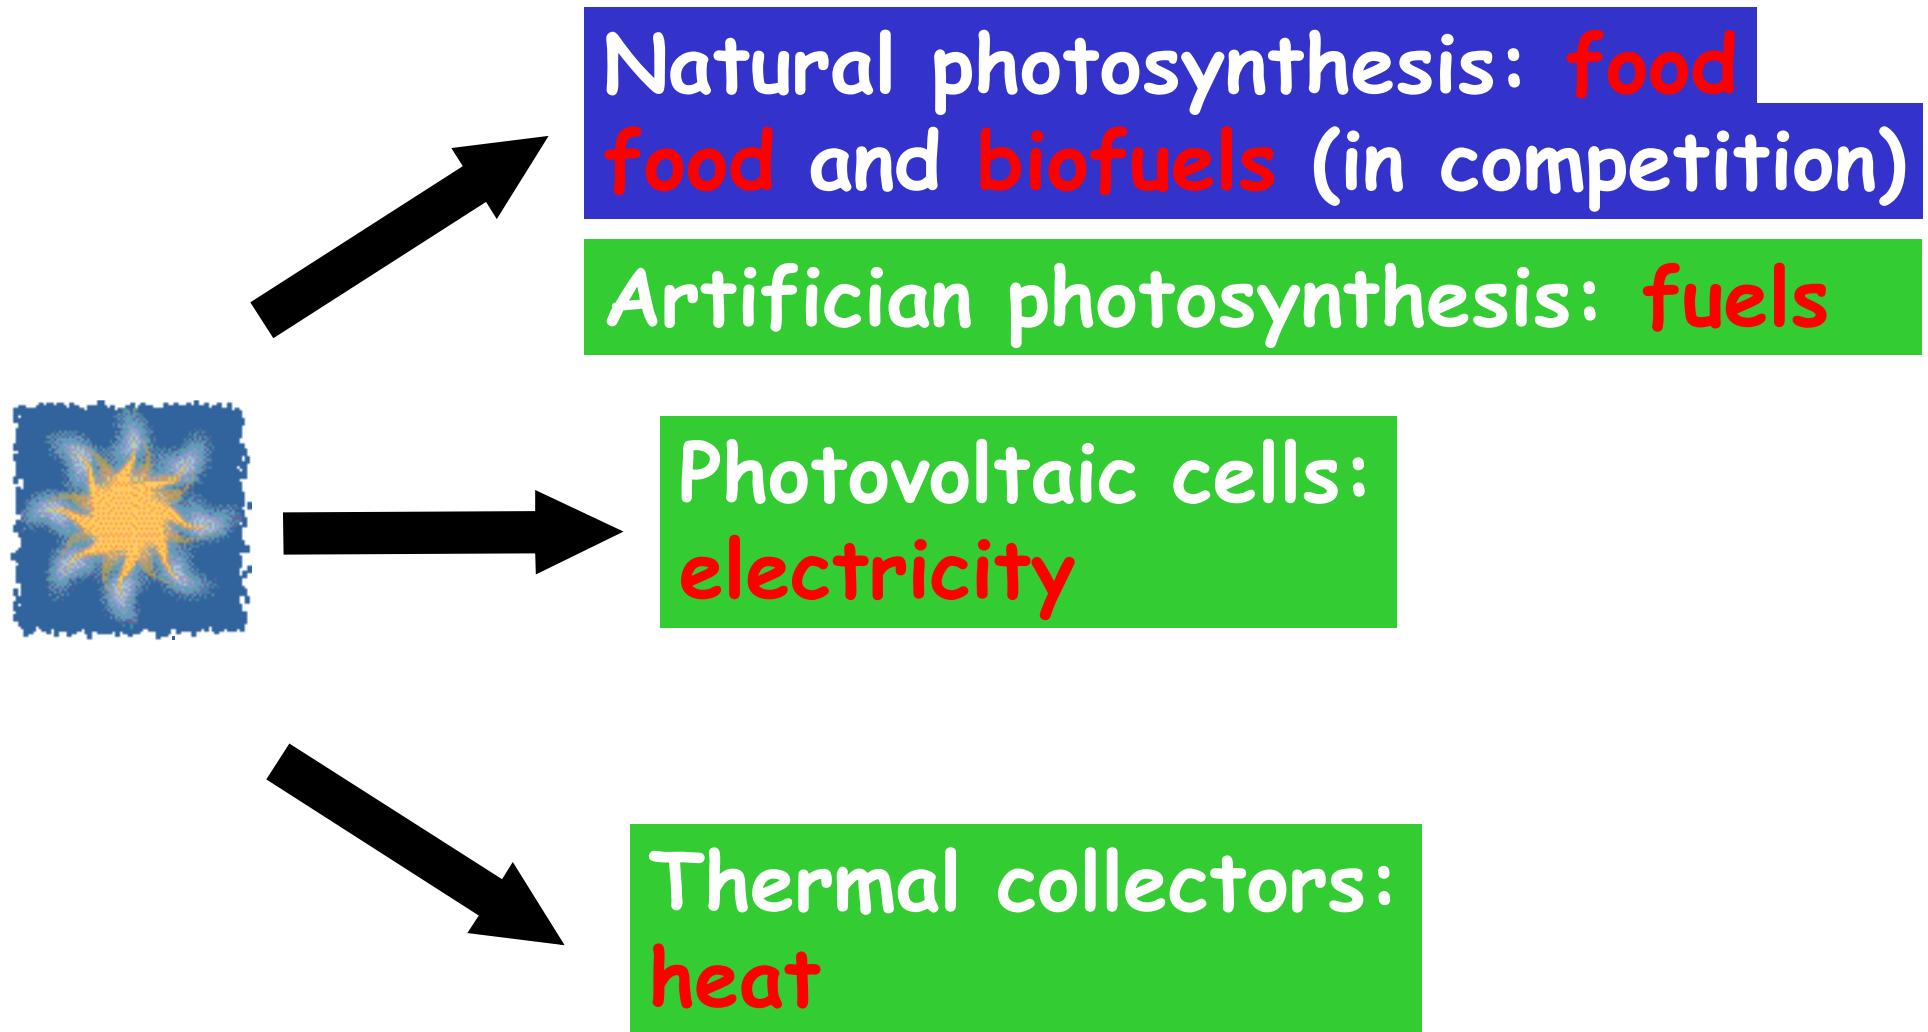 Natural photosynthesis: food
food and biofuels (in competition)
Artifician photosynthesis: fuels
Photovoltaic cells:
electricity
Thermal collectors:
heat